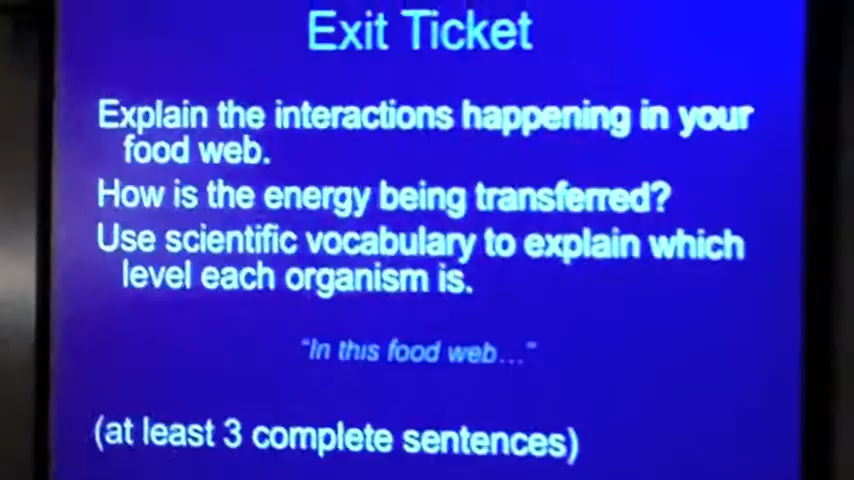 Exit Ticket
Explain the interactions happening in your
food web.
How is the energy being transferred?
Use scientific vocabulary to explain which
level each organism is.
“In this food web…”
(at least 3 complete sentences)